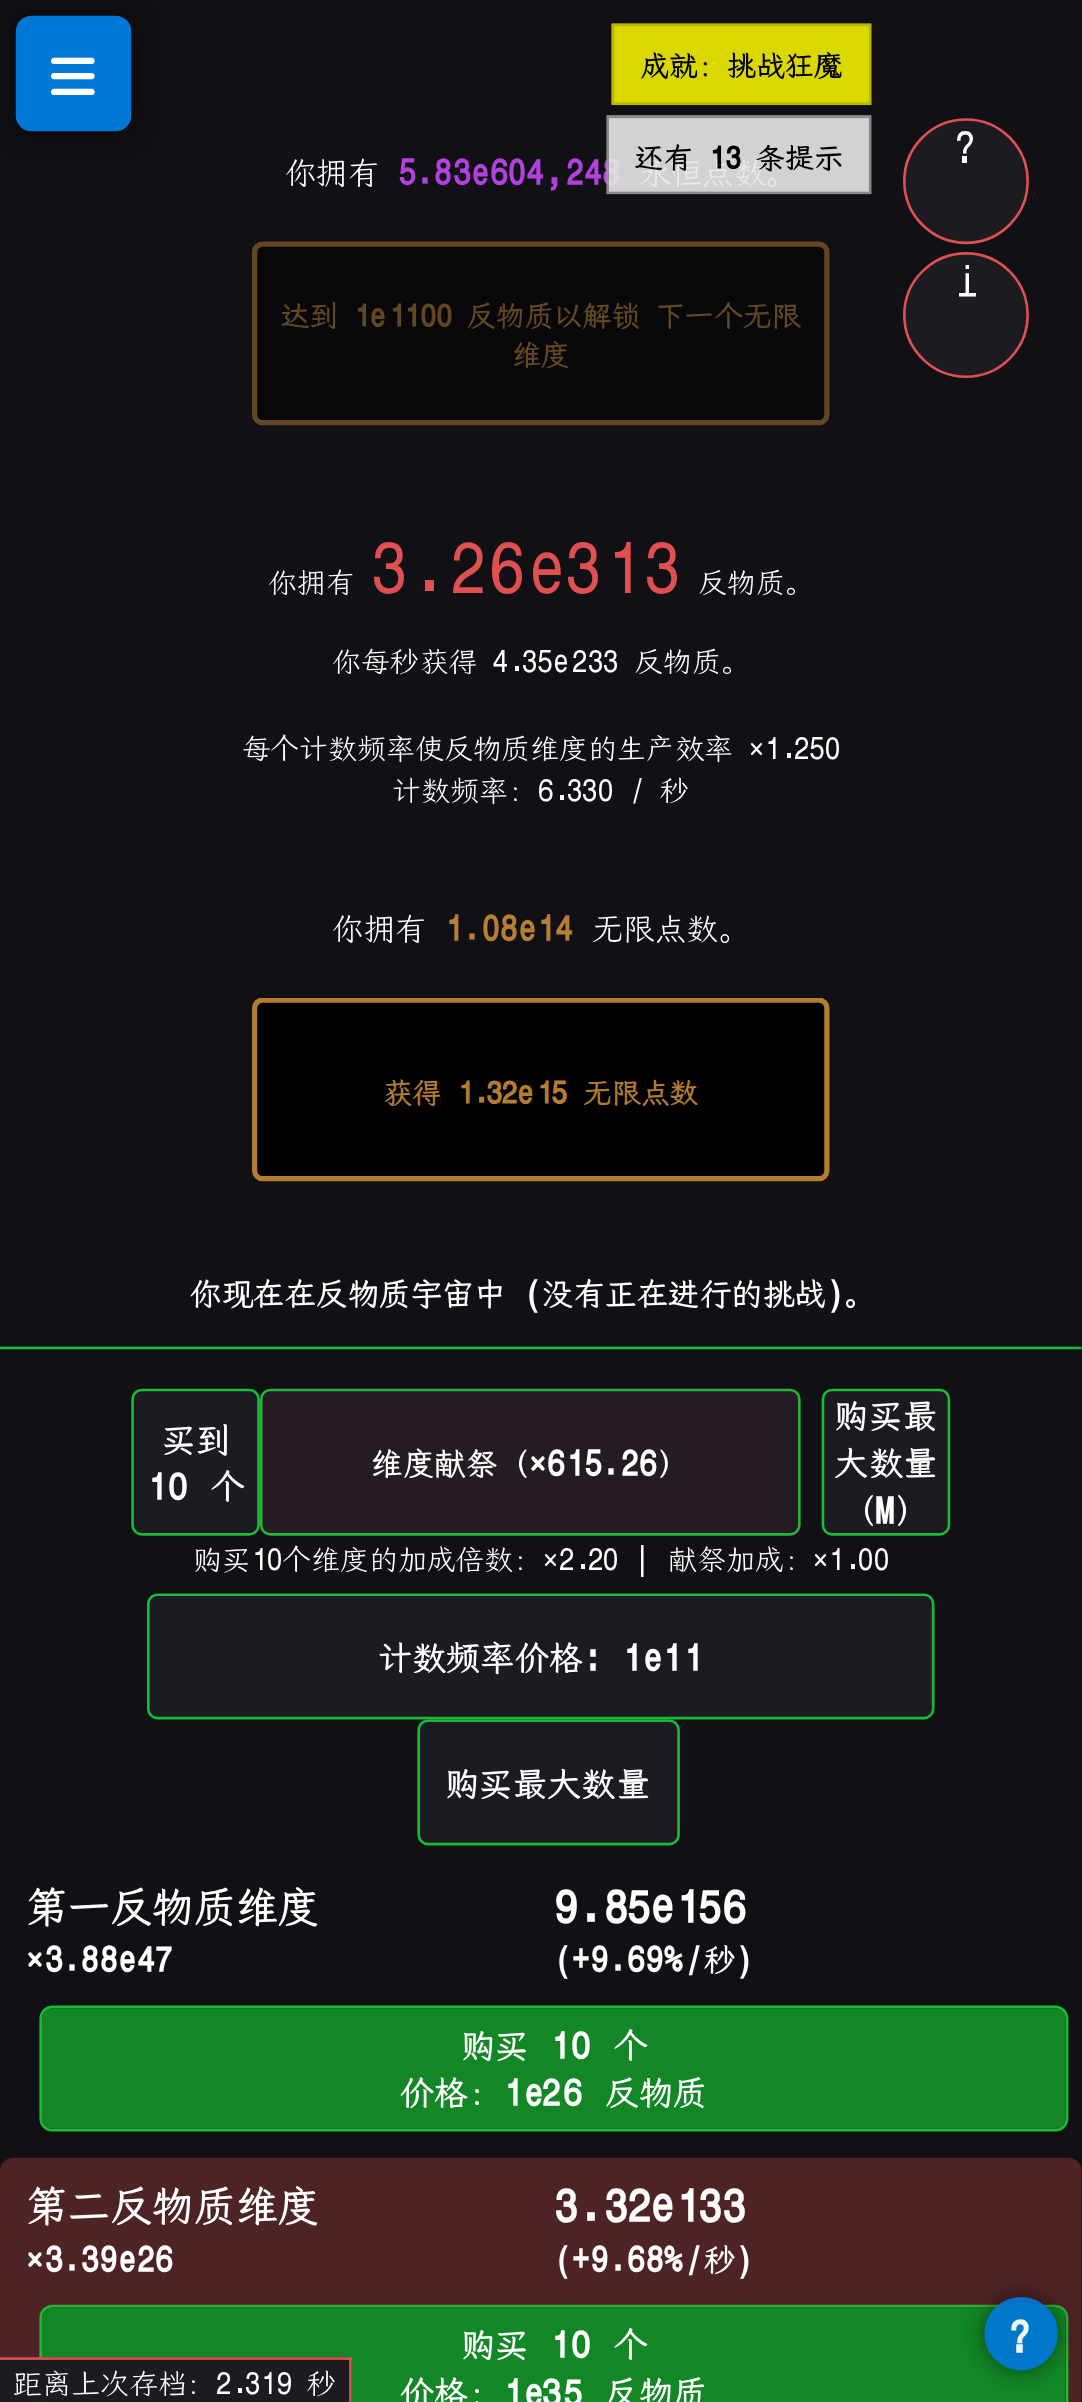 成就: 挑战狂魔
还有 13 条提示
你拥有 5.83e604,248 永恒点数。
?
i
达到 1e1100 反物质以解锁 下一个无限
维度
你拥有 3.26e313 反物质。
你每秒获得 4.35e233 反物质。
每个计数频率使反物质维度的生产效率 ×1.250
计数频率: 6.330 / 秒
你拥有 1.08e14 无限点数。
获得 1.32e15 无限点数
你现在在反物质宇宙中 (没有正在进行的挑战)。
买到
10 个
维度献祭 (×615.26)
购买最
大数量
(M)
购买10个维度的加成倍数: ×2.20 | 献祭加成: ×1.00
计数频率价格: 1e11
购买最大数量
第一反物质维度 9.85e156
×3.88e47 (+9.69%/秒)
购买 10 个
价格: 1e26 反物质
第二反物质维度 3.32e133
×3.39e26 (+9.68%/秒)
购买 10 个
价格: 1e35 反物质
?
距离上次存档: 2.319 秒